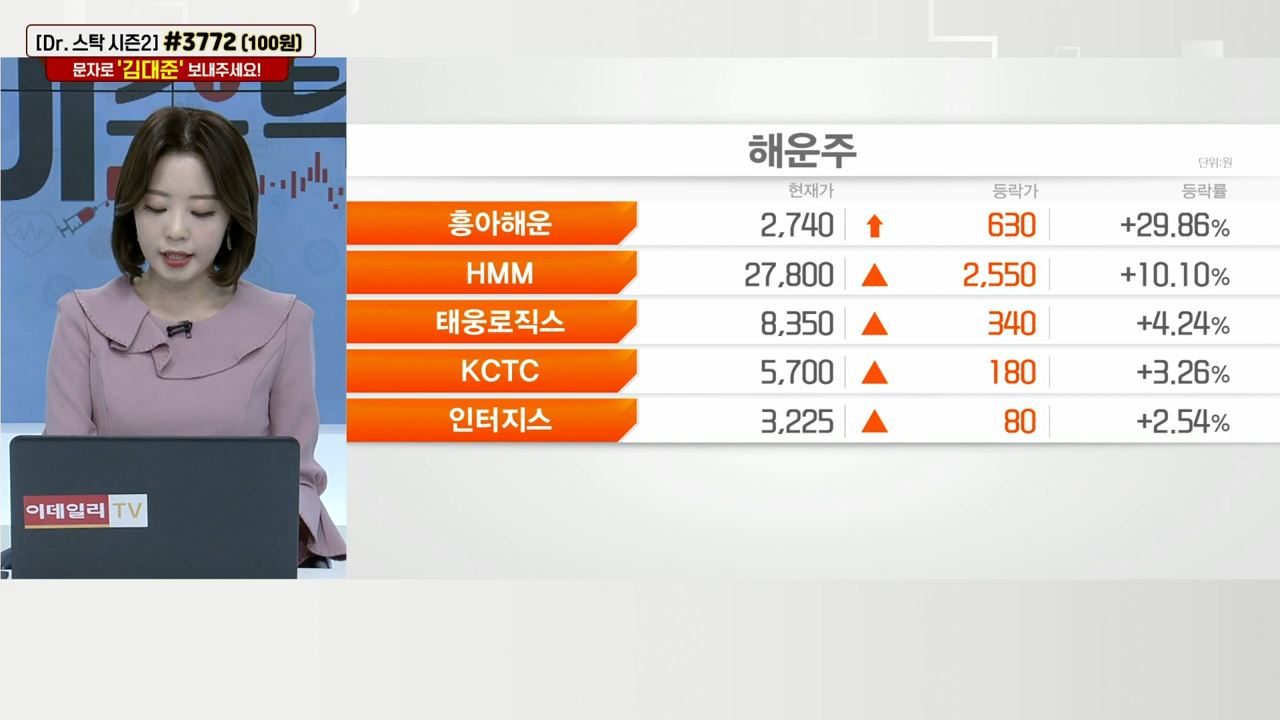 [Dr. 스탁 시즌2] #3772 (100원)
문자로 '김대준' 보내주세요!
해운주
단위:원
현재가 등락가 등락률
흥아해운 2,740 630 +29.86%
HMM 27,800 2,550 +10.10%
태웅로직스 8,350 340 +4.24%
KCTC 5,700 180 +3.26%
인터지스 3,225 80 +2.54%
이데일리 TV